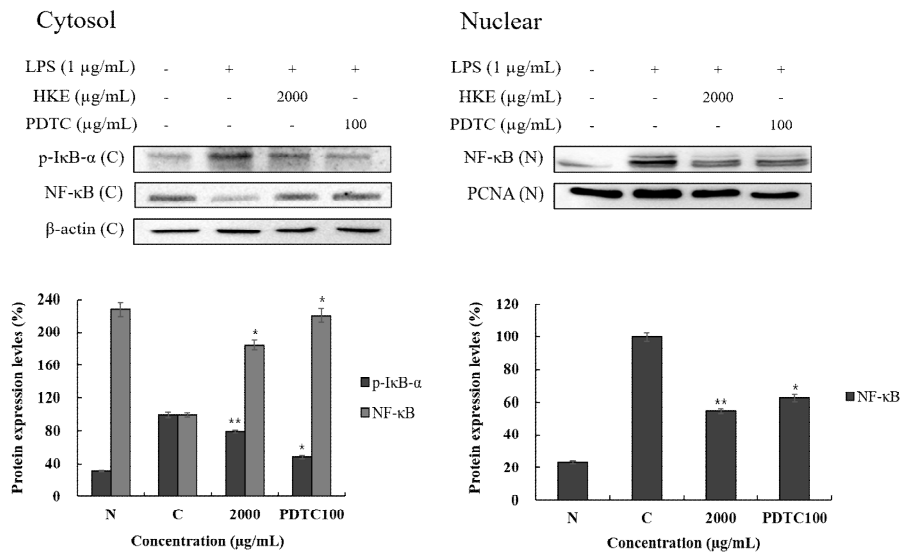 Cytosol
LPS (1 µg/mL) - + + +
HKE (µg/mL) - - 2000 -
PDTC (µg/mL) - - - 100
p-IκB-α (C)
NF-κB (C)
β-actin (C)
Nuclear
LPS (1 µg/mL) - + + +
HKE (µg/mL) - - 2000 -
PDTC (µg/mL) - - - 100
NF-κB (N)
PCNA (N)
Protein expression levles (%)
240
200
160
120
80
40
0
** * * *
p-IκB-α
NF-κB
N C 2000 PDTC100
Concentration (µg/mL)
Protein expression levles (%)
120
100
80
60
40
20
0
** *
NF-κB
N C 2000 PDTC100
Concentration (µg/mL)